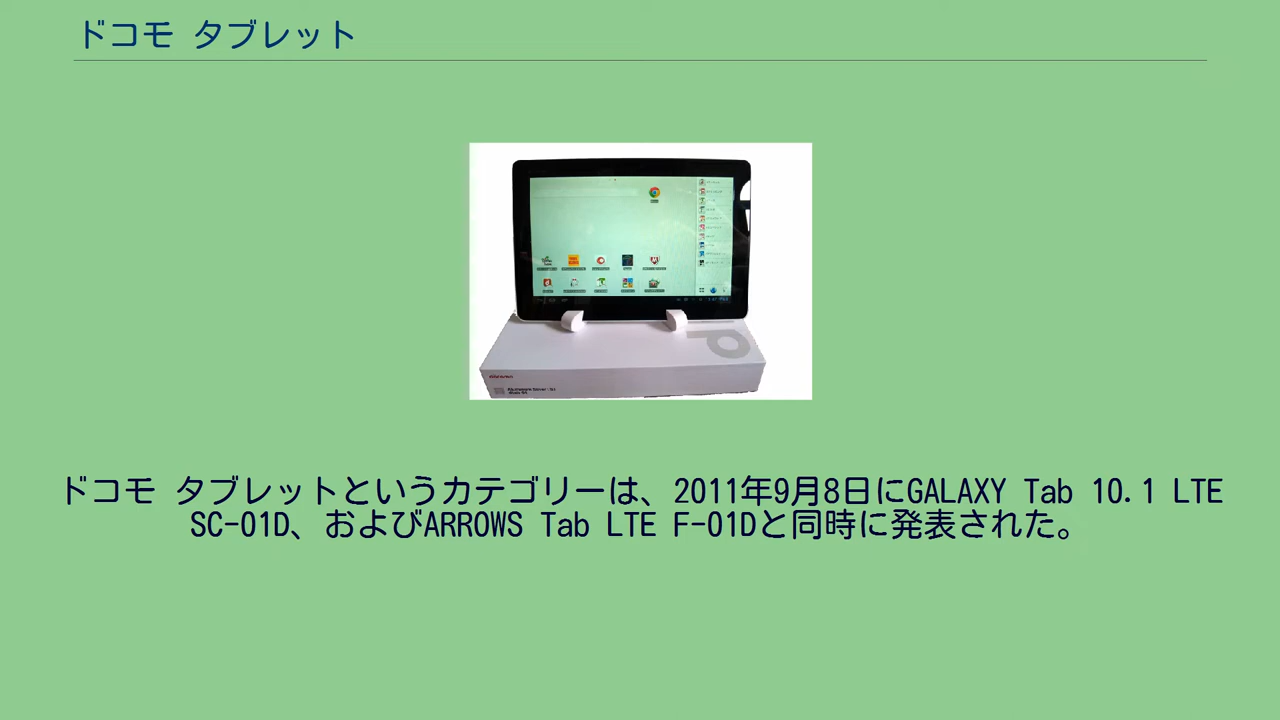 ドコモ タブレット
ドコモ タブレットというカテゴリーは、2011年9月8日にGALAXY Tab 10.1 LTE
SC-01D、およびARROWS Tab LTE F-01Dと同時に発表された。